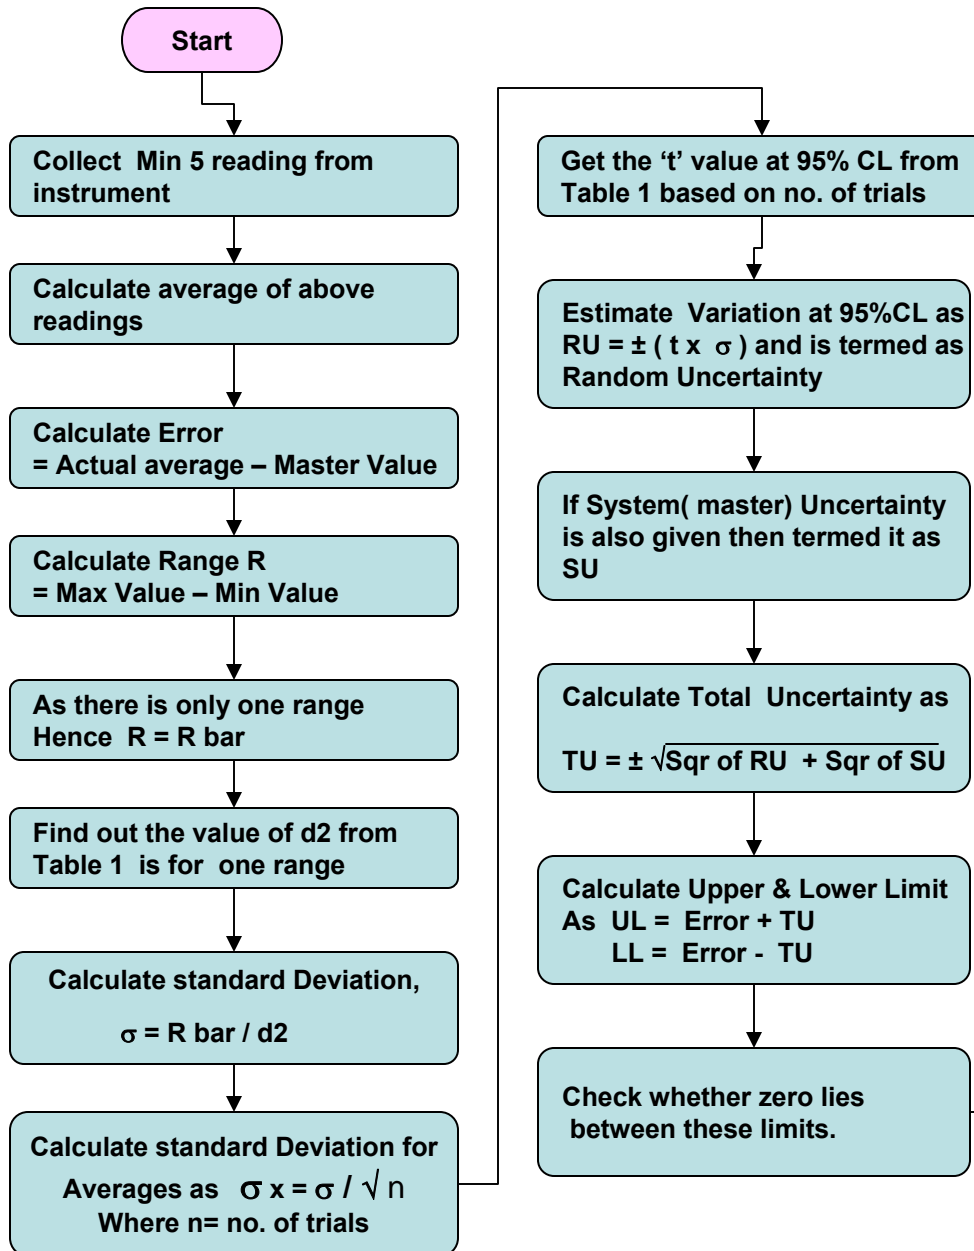 Start
Collect Min 5 reading from
instrument
Calculate average of above
readings
Calculate Error
= Actual average – Master Value
Calculate Range R
= Max Value – Min Value
As there is only one range
Hence R = R bar
Find out the value of d2 from
Table 1 is for one range
Calculate standard Deviation,
σ = R bar / d2
Calculate standard Deviation for
Averages as σ x = σ / √ n
Where n= no. of trials
Get the ‘t’ value at 95% CL from
Table 1 based on no. of trials
Estimate Variation at 95%CL as
RU = ± ( t x σ ) and is termed as
Random Uncertainty
If System( master) Uncertainty
is also given then termed it as
SU
Calculate Total Uncertainty as
TU = ± √Sqr of RU + Sqr of SU
Calculate Upper & Lower Limit
As UL = Error + TU
LL = Error - TU
Check whether zero lies
between these limits.